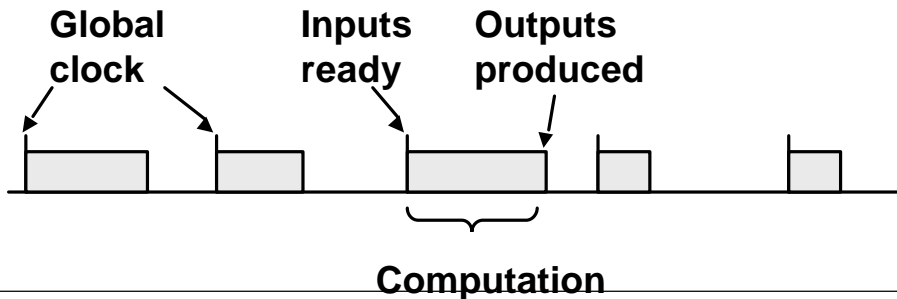 Global
clock
Inputs
ready
Outputs
produced
Computation